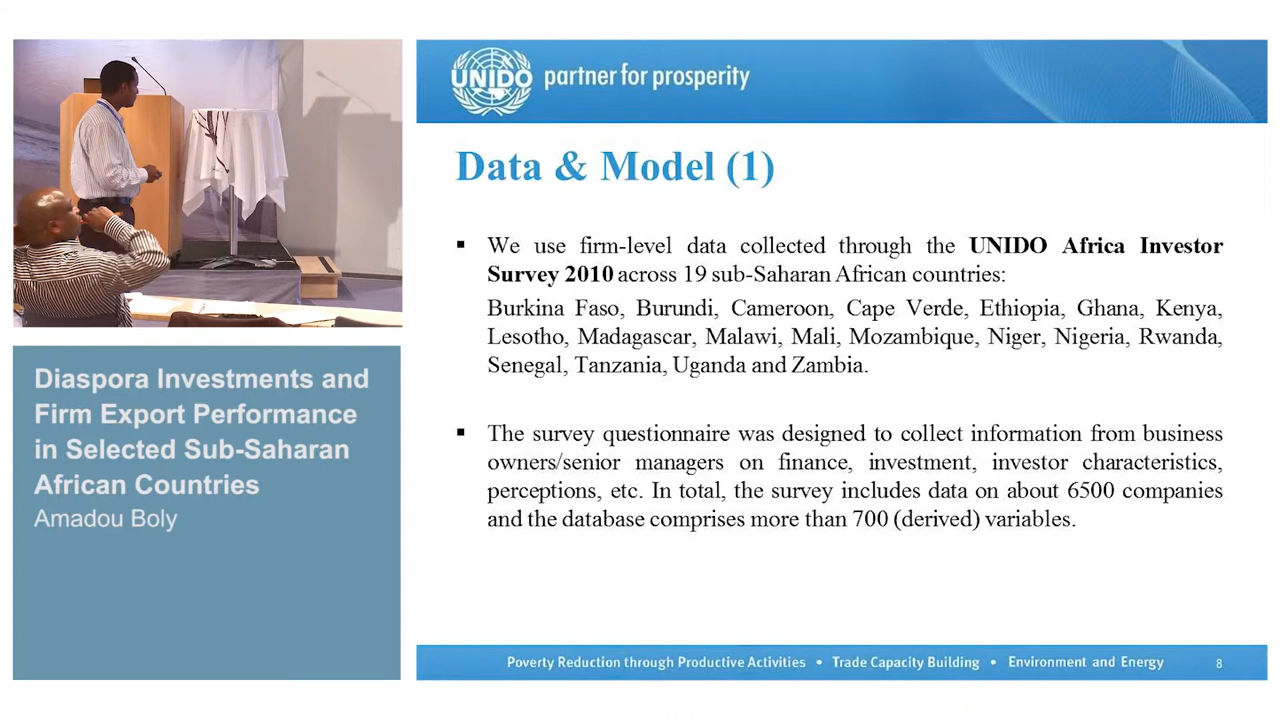 UNIDO partner for prosperity
Data & Model (1)
▪ We use firm-level data collected through the UNIDO Africa Investor
Survey 2010 across 19 sub-Saharan African countries:
Burkina Faso, Burundi, Cameroon, Cape Verde, Ethiopia, Ghana, Kenya,
Lesotho, Madagascar, Malawi, Mali, Mozambique, Niger, Nigeria, Rwanda,
Senegal, Tanzania, Uganda and Zambia.
▪ The survey questionnaire was designed to collect information from business
owners/senior managers on finance, investment, investor characteristics,
perceptions, etc. In total, the survey includes data on about 6500 companies
and the database comprises more than 700 (derived) variables.
Poverty Reduction through Productive Activities • Trade Capacity Building • Environment and Energy 8
Diaspora Investments and
Firm Export Performance
in Selected Sub-Saharan
African Countries
Amadou Boly